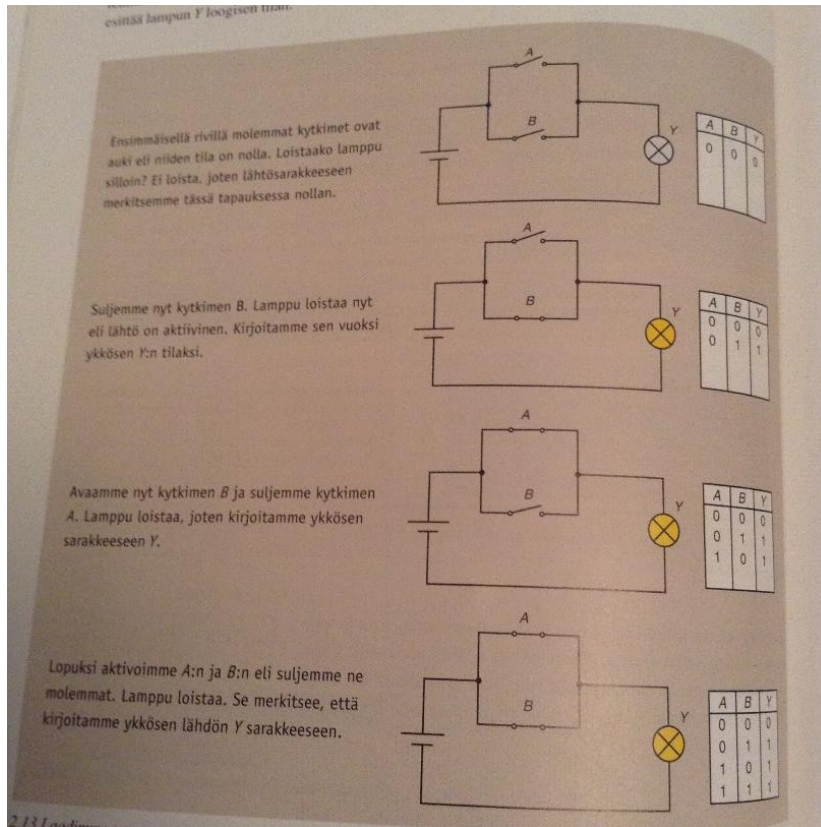 esittää lampun Y loogisen tilan.
Ensimmäisellä rivillä molemmat kytkimet ovat
auki eli niiden tila on nolla. Loistaako lamppu
silloin? Ei loista, joten lähtösarakkeeseen
merkitsemme tässä tapauksessa nollan.
A
B
Y
A B Y
0 0 0
Suljemme nyt kytkimen B. Lamppu loistaa nyt
eli lähtö on aktiivinen. Kirjoitamme sen vuoksi
ykkösen Y:n tilaksi.
A
B
Y
A B Y
0 0 0
0 1 1
Avaamme nyt kytkimen B ja suljemme kytkimen
A. Lamppu loistaa, joten kirjoitamme ykkösen
sarakkeeseen Y.
A
B
Y
A B Y
0 0 0
0 1 1
1 0 1
Lopuksi aktivoimme A:n ja B:n eli suljemme ne
molemmat. Lamppu loistaa. Se merkitsee, että
kirjoitamme ykkösen lähdön Y sarakkeeseen.
A
B
Y
A B Y
0 0 0
0 1 1
1 0 1
1 1 1
2.13